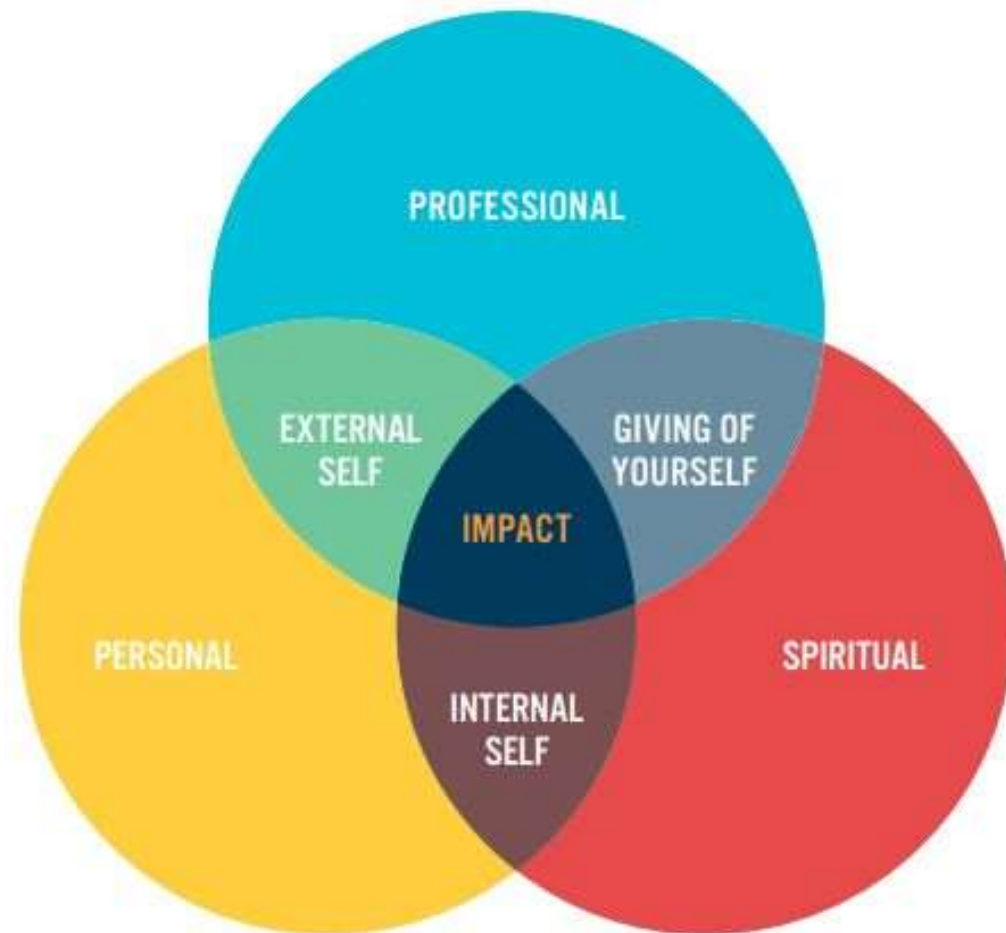 PROFESSIONAL
EXTERNAL
SELF
GIVING OF
YOURSELF
IMPACT
PERSONAL
SPIRITUAL
INTERNAL
SELF